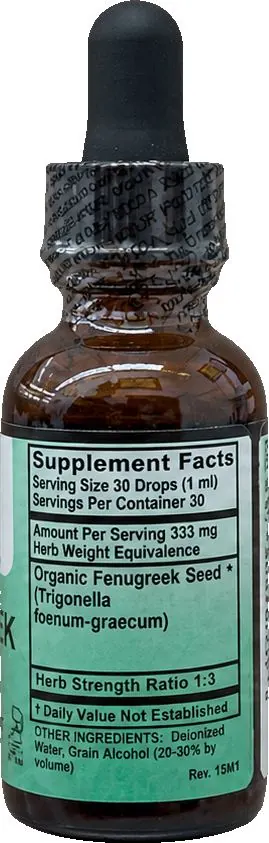 Supplement Facts
Serving Size 30 Drops (1 ml)
Servings Per Container 30
Amount Per Serving 333 mg
Herb Weight Equivalence
Organic Fenugreek Seed *
(Trigonella
foenum-graecum)
Herb Strength Ratio 1:3
† Daily Value Not Established
OTHER INGREDIENTS: Deionized
Water, Grain Alcohol (20-30% by
volume)
Rev. 15M1